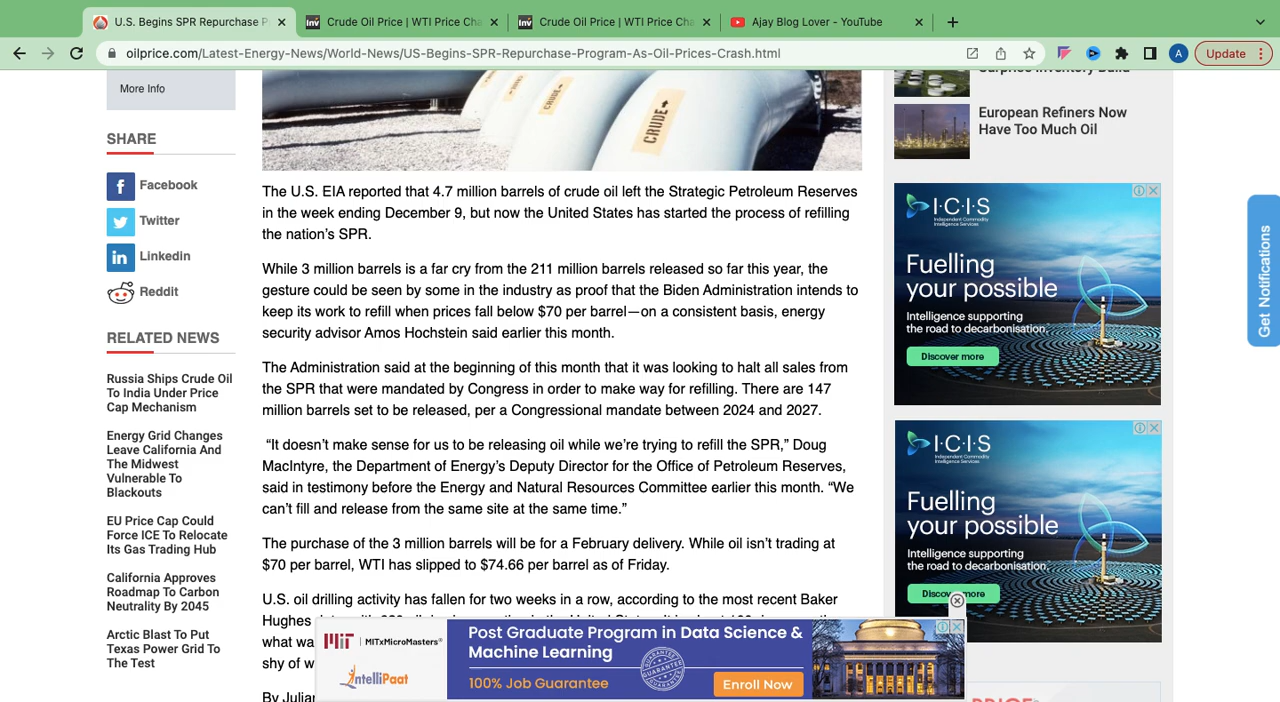 U.S. Begins SPR Repurchase P
Crude Oil Price | WTI Price Cha
Crude Oil Price | WTI Price Cha
Ajay Blog Lover - YouTube
oilprice.com/Latest-Energy-News/World-News/US-Begins-SPR-Repurchase-Program-As-Oil-Prices-Crash.html
A
Update
More Info
SHARE
Facebook
Twitter
Linkedin
Reddit
RELATED NEWS
Russia Ships Crude Oil
To India Under Price
Cap Mechanism
Energy Grid Changes
Leave California And
The Midwest
Vulnerable To
Blackouts
EU Price Cap Could
Force ICE To Relocate
Its Gas Trading Hub
California Approves
Roadmap To Carbon
Neutrality By 2045
Arctic Blast To Put
Texas Power Grid To
The Test
CRUDE
CRUDE
The U.S. EIA reported that 4.7 million barrels of crude oil left the Strategic Petroleum Reserves
in the week ending December 9, but now the United States has started the process of refilling
the nation’s SPR.
While 3 million barrels is a far cry from the 211 million barrels released so far this year, the
gesture could be seen by some in the industry as proof that the Biden Administration intends to
keep its work to refill when prices fall below $70 per barrel—on a consistent basis, energy
security advisor Amos Hochstein said earlier this month.
The Administration said at the beginning of this month that it was looking to halt all sales from
the SPR that were mandated by Congress in order to make way for refilling. There are 147
million barrels set to be released, per a Congressional mandate between 2024 and 2027.
“It doesn’t make sense for us to be releasing oil while we’re trying to refill the SPR,” Doug
MacIntyre, the Department of Energy’s Deputy Director for the Office of Petroleum Reserves,
said in testimony before the Energy and Natural Resources Committee earlier this month. “We
can’t fill and release from the same site at the same time.”
The purchase of the 3 million barrels will be for a February delivery. While oil isn’t trading at
$70 per barrel, WTI has slipped to $74.66 per barrel as of Friday.
U.S. oil drilling activity has fallen for two weeks in a row, according to the most recent Baker
Hughes
what wa
shy of w
By Julian
MIT | MITxMicroMasters®
INTELLIPAAT
Post Graduate Program in Data Science &
Machine Learning
100% Job Guarantee
GUARANTEE
Enroll Now
Surprise Inventory Build
European Refiners Now
Have Too Much Oil
ICIS
Independent Commodity
Intelligence Services
Fuelling
your possible
Intelligence supporting
the road to decarbonisation.
Discover more
ICIS
Independent Commodity
Intelligence Services
Fuelling
your possible
Intelligence supporting
the road to decarbonisation.
Discover more
Get Notifications